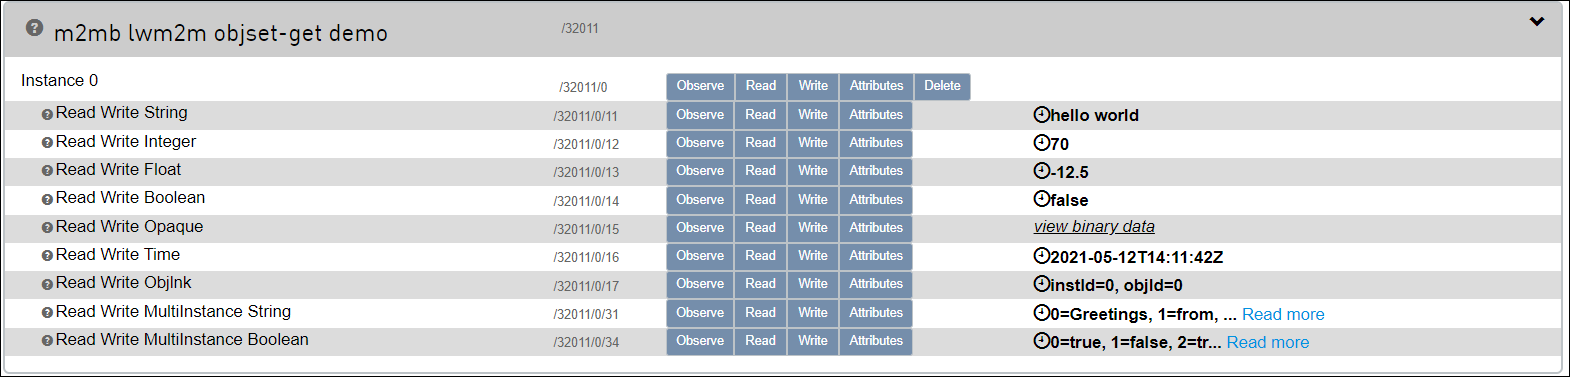 m2mb lwm2m objset-get demo /32011
Instance 0 /32011/0 Observe Read Write Attributes Delete
Read Write String /32011/0/11 Observe Read Write Attributes hello world
Read Write Integer /32011/0/12 Observe Read Write Attributes 70
Read Write Float /32011/0/13 Observe Read Write Attributes -12.5
Read Write Boolean /32011/0/14 Observe Read Write Attributes false
Read Write Opaque /32011/0/15 Observe Read Write Attributes view binary data
Read Write Time /32011/0/16 Observe Read Write Attributes 2021-05-12T14:11:42Z
Read Write Objlnk /32011/0/17 Observe Read Write Attributes instId=0, objId=0
Read Write MultiInstance String /32011/0/31 Observe Read Write Attributes 0=Greetings, 1=from, ... Read more
Read Write MultiInstance Boolean /32011/0/34 Observe Read Write Attributes 0=true, 1=false, 2=tr... Read more